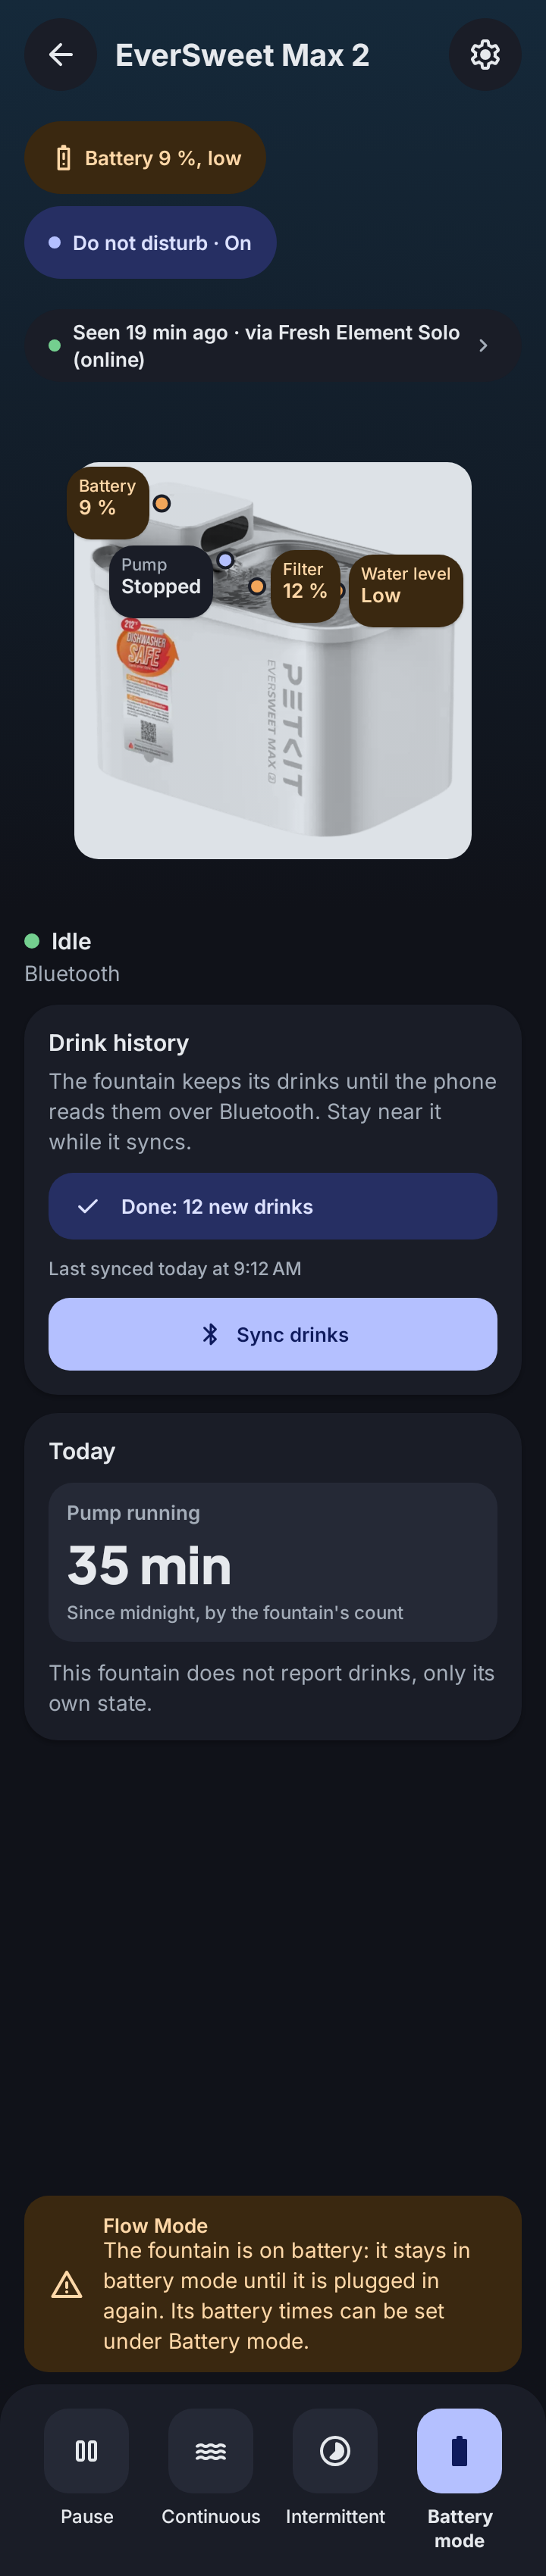 EverSweet Max 2
Battery 9 %, low
Do not disturb · On
Seen 19 min ago · via Fresh Element Solo
(online)
Battery
9 %
Pump
Stopped
Filter
12 %
Water level
Low
212°
DISHWASHER
SAFE
PETKIT
EVERSWEET MAX
Idle
Bluetooth
Drink history
The fountain keeps its drinks until the phone
reads them over Bluetooth. Stay near it
while it syncs.
Done: 12 new drinks
Last synced today at 9:12 AM
Sync drinks
Today
Pump running
35 min
Since midnight, by the fountain's count
This fountain does not report drinks, only its
own state.
Flow Mode
The fountain is on battery: it stays in
battery mode until it is plugged in
again. Its battery times can be set
under Battery mode.
Pause
Continuous
Intermittent
Battery
mode